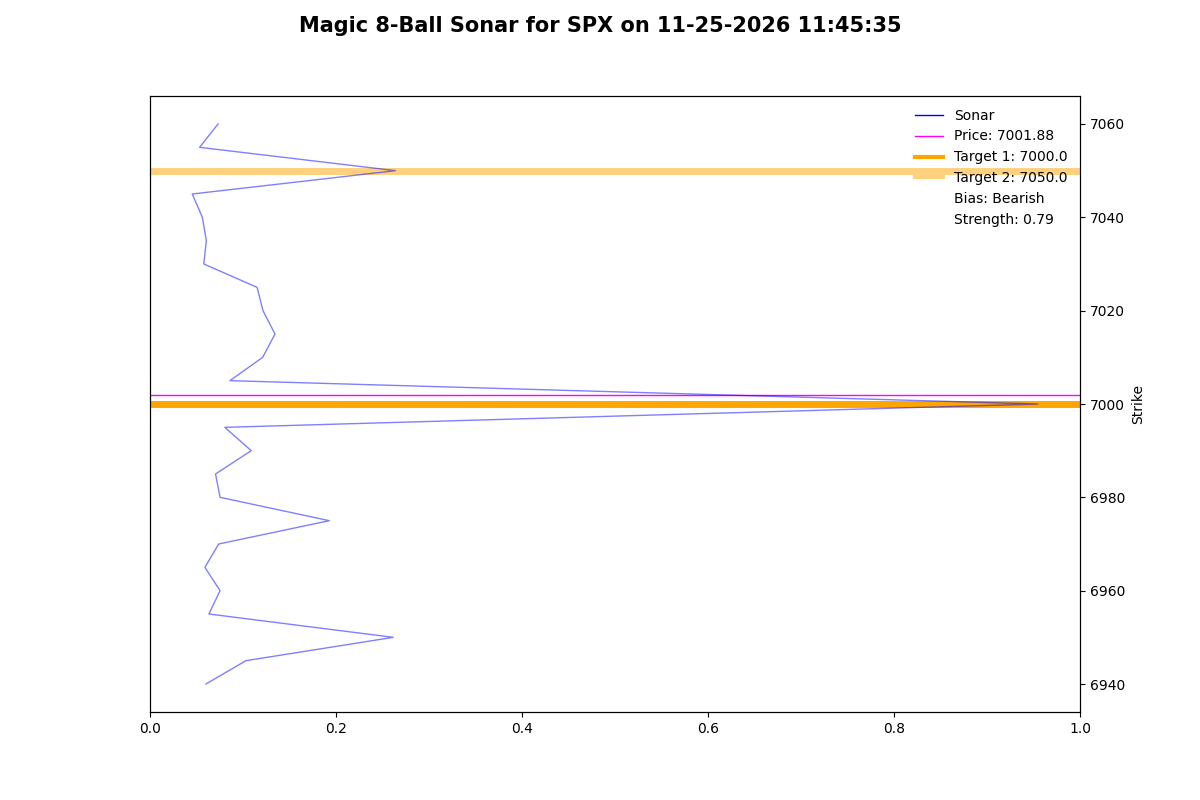 Magic 8-Ball Sonar for SPX on 11-25-2026 11:45:35
Sonar
Price: 7001.88
Target 1: 7000.0
Target 2: 7050.0
Bias: Bearish
Strength: 0.79
7060
7040
7020
7000
6980
6960
6940
Strike
0.0 0.2 0.4 0.6 0.8 1.0